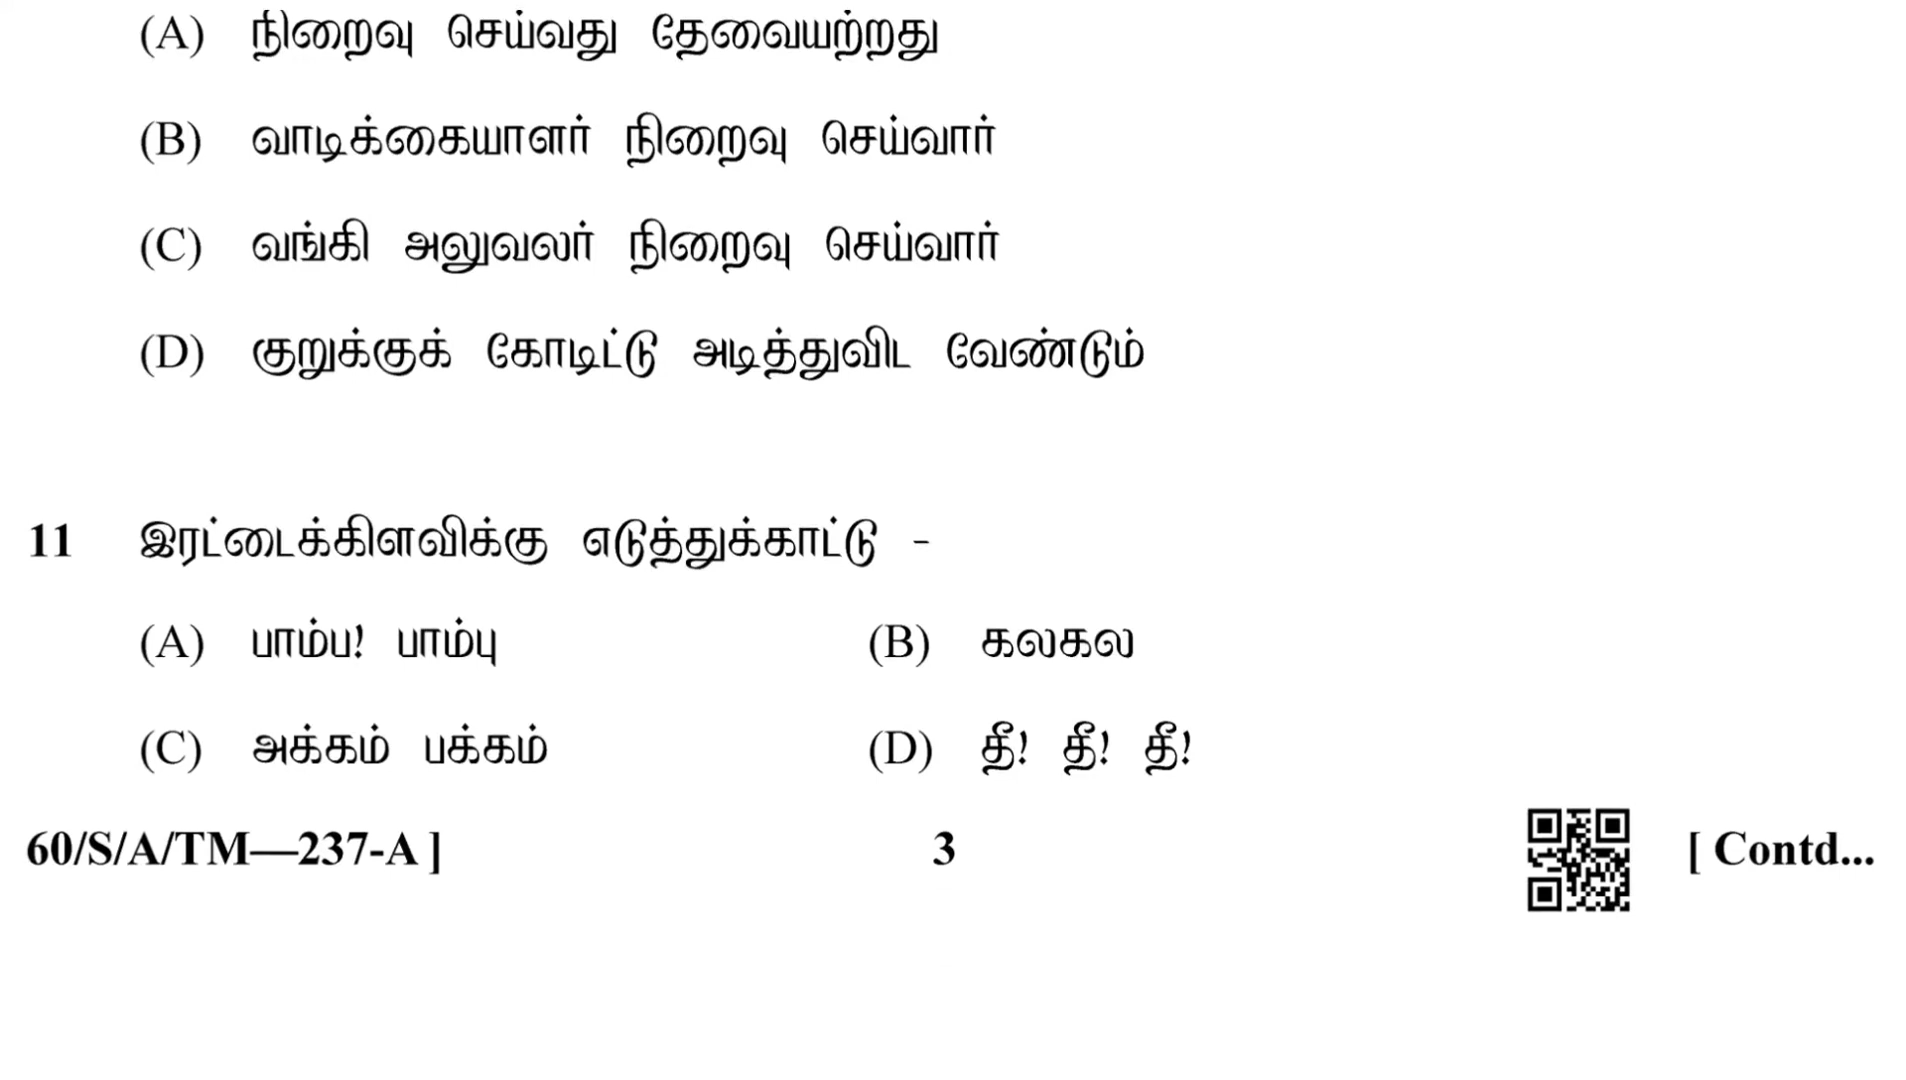 (A) நிறைவு செய்வது தேவையற்றது
(B) வாடிக்கையாளர் நிறைவு செய்வார்
(C) வங்கி அலுவலர் நிறைவு செய்வார்
(D) குறுக்குக் கோடிட்டு அடித்துவிட வேண்டும்
11 இரட்டைக்கிளவிக்கு எடுத்துக்காட்டு -
(A) பாம்ப! பாம்பு (B) கலகல
(C) அக்கம் பக்கம் (D) தீ! தீ! தீ!
60/S/A/TM—237-A ] 3 [ Contd...